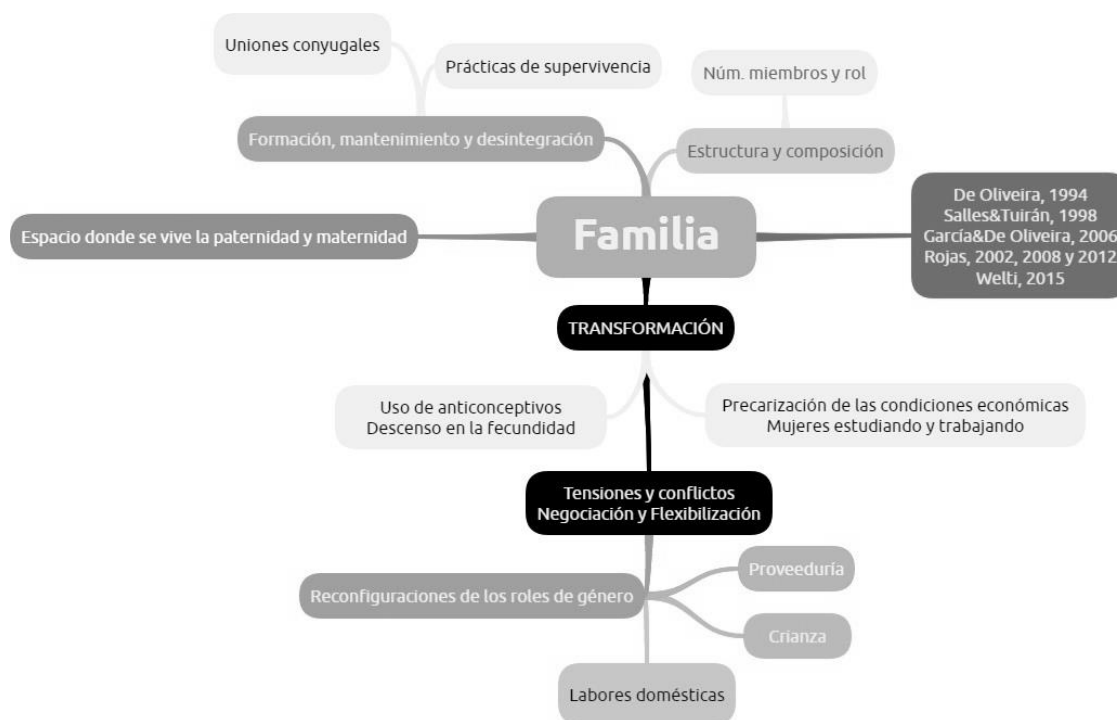 Uniones conyugales
Prácticas de supervivencia
Núm. miembros y rol
Formación, mantenimiento y desintegración
Estructura y composición
De Oliveira, 1994
Salles&Tuirán, 1998
García&De Oliveira, 2006
Rojas, 2002, 2008 y 2012
Welti, 2015
Espacio donde se vive la paternidad y maternidad
Familia
TRANSFORMACIÓN
Uso de anticonceptivos
Descenso en la fecundidad
Precarización de las condiciones económicas
Mujeres estudiando y trabajando
Tensiones y conflictos
Negociación y Flexibilización
Proveeduría
Reconfiguraciones de los roles de género
Crianza
Labores domésticas